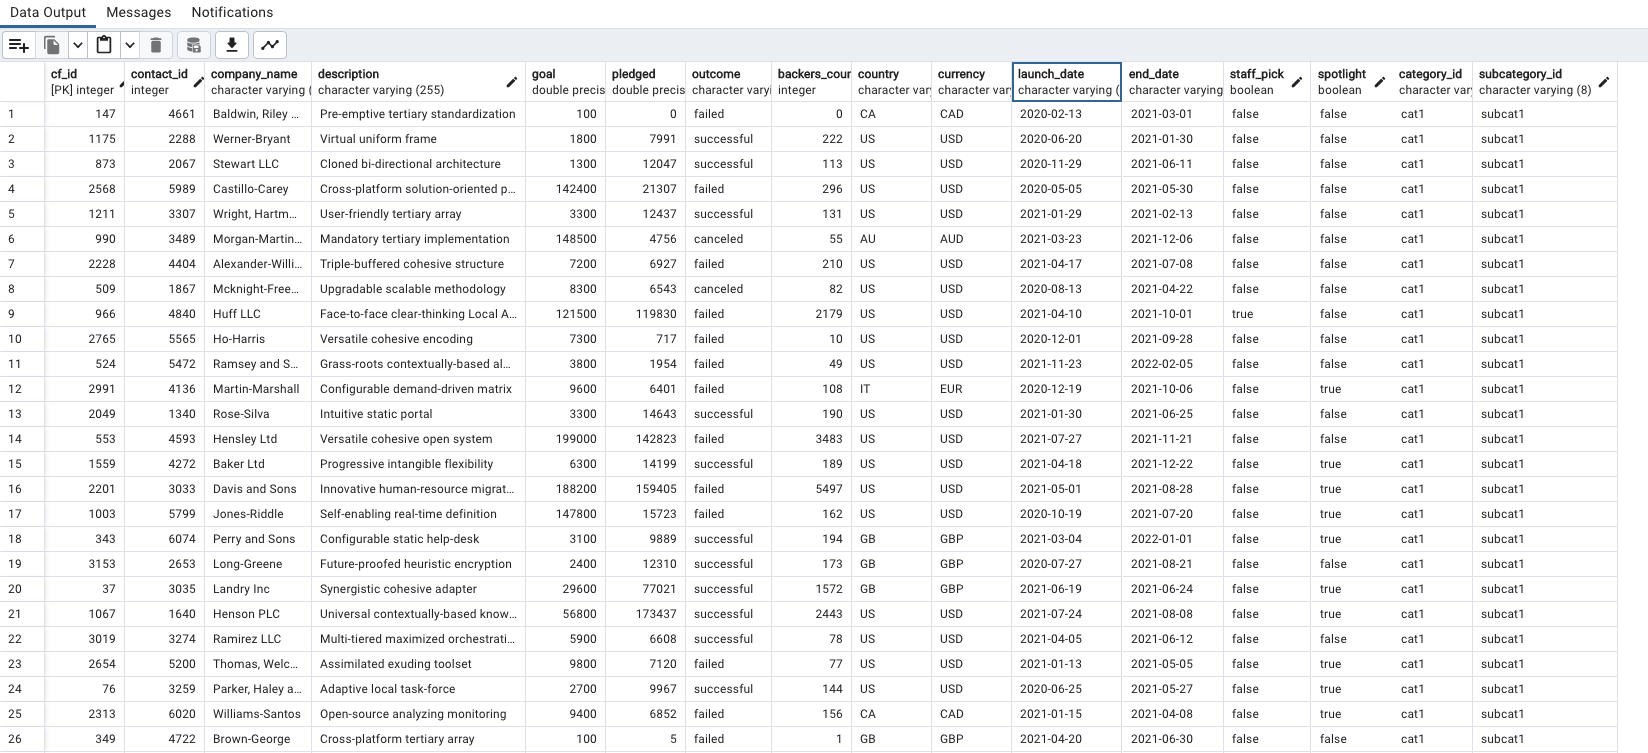 Data Output Messages Notifications
cf_id contact_id company_name description goal pledged outcome backers_coun country currency launch_date end_date staff_pick spotlight category_id subcategory_id
[PK] integer integer character varying ( character varying (255) double precis double precis character varyi integer character var character var character varying ( character varying boolean boolean character var character varying (8)
1 147 4661 Baldwin, Riley ... Pre-emptive tertiary standardization 100 0 failed 0 CA CAD 2020-02-13 2021-03-01 false false cat1 subcat1
2 1175 2288 Werner-Bryant Virtual uniform frame 1800 7991 successful 222 US USD 2020-06-20 2021-01-30 false false cat1 subcat1
3 873 2067 Stewart LLC Cloned bi-directional architecture 1300 12047 successful 113 US USD 2020-11-29 2021-06-11 false false cat1 subcat1
4 2568 5989 Castillo-Carey Cross-platform solution-oriented p... 142400 21307 failed 296 US USD 2020-05-05 2021-05-30 false false cat1 subcat1
5 1211 3307 Wright, Hartm... User-friendly tertiary array 3300 12437 successful 131 US USD 2021-01-29 2021-02-13 false false cat1 subcat1
6 990 3489 Morgan-Martin... Mandatory tertiary implementation 148500 4756 canceled 55 AU AUD 2021-03-23 2021-12-06 false false cat1 subcat1
7 2228 4404 Alexander-Willi... Triple-buffered cohesive structure 7200 6927 failed 210 US USD 2021-04-17 2021-07-08 false false cat1 subcat1
8 509 1867 Mcknight-Free... Upgradable scalable methodology 8300 6543 canceled 82 US USD 2020-08-13 2021-04-22 false false cat1 subcat1
9 966 4840 Huff LLC Face-to-face clear-thinking Local A... 121500 119830 failed 2179 US USD 2021-04-10 2021-10-01 true false cat1 subcat1
10 2765 5565 Ho-Harris Versatile cohesive encoding 7300 717 failed 10 US USD 2020-12-01 2021-09-28 false false cat1 subcat1
11 524 5472 Ramsey and S... Grass-roots contextually-based al... 3800 1954 failed 49 US USD 2021-11-23 2022-02-05 false false cat1 subcat1
12 2991 4136 Martin-Marshall Configurable demand-driven matrix 9600 6401 failed 108 IT EUR 2020-12-19 2021-10-06 false true cat1 subcat1
13 2049 1340 Rose-Silva Intuitive static portal 3300 14643 successful 190 US USD 2021-01-30 2021-06-25 false false cat1 subcat1
14 553 4593 Hensley Ltd Versatile cohesive open system 199000 142823 failed 3483 US USD 2021-07-27 2021-11-21 false false cat1 subcat1
15 1559 4272 Baker Ltd Progressive intangible flexibility 6300 14199 successful 189 US USD 2021-04-18 2021-12-22 false true cat1 subcat1
16 2201 3033 Davis and Sons Innovative human-resource migrat... 188200 159405 failed 5497 US USD 2021-05-01 2021-08-28 false true cat1 subcat1
17 1003 5799 Jones-Riddle Self-enabling real-time definition 147800 15723 failed 162 US USD 2020-10-19 2021-07-20 false true cat1 subcat1
18 343 6074 Perry and Sons Configurable static help-desk 3100 9889 successful 194 GB GBP 2021-03-04 2022-01-01 false true cat1 subcat1
19 3153 2653 Long-Greene Future-proofed heuristic encryption 2400 12310 successful 173 GB GBP 2020-07-27 2021-08-21 false false cat1 subcat1
20 37 3035 Landry Inc Synergistic cohesive adapter 29600 77021 successful 1572 GB GBP 2021-06-19 2021-06-24 false true cat1 subcat1
21 1067 1640 Henson PLC Universal contextually-based know... 56800 173437 successful 2443 US USD 2021-07-24 2021-08-08 false true cat1 subcat1
22 3019 3274 Ramirez LLC Multi-tiered maximized orchestrati... 5900 6608 successful 78 US USD 2021-04-05 2021-06-12 false false cat1 subcat1
23 2654 5200 Thomas, Welc... Assimilated exuding toolset 9800 7120 failed 77 US USD 2021-01-13 2021-05-05 false true cat1 subcat1
24 76 3259 Parker, Haley a... Adaptive local task-force 2700 9967 successful 144 US USD 2020-06-25 2021-05-27 false true cat1 subcat1
25 2313 6020 Williams-Santos Open-source analyzing monitoring 9400 6852 failed 156 CA CAD 2021-01-15 2021-04-08 false true cat1 subcat1
26 349 4722 Brown-George Cross-platform tertiary array 100 5 failed 1 GB GBP 2021-04-20 2021-06-30 false false cat1 subcat1